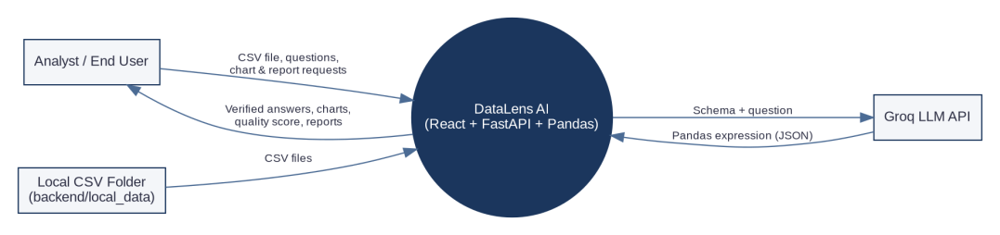 Analyst / End User
CSV file, questions,
chart & report requests
Verified answers, charts,
quality score, reports
CSV files
Local CSV Folder
(backend/local_data)
DataLens AI
(React + FastAPI + Pandas)
Schema + question
Pandas expression (JSON)
Groq LLM API